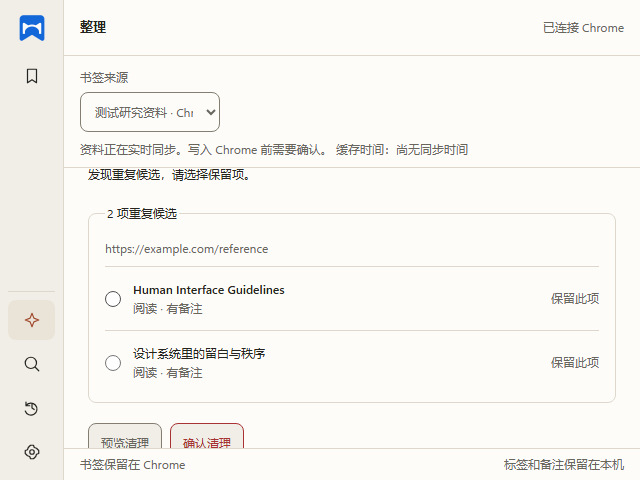 整理
已连接 Chrome
书签来源
测试研究资料 · Chr
资料正在实时同步。写入 Chrome 前需要确认。 缓存时间：尚无同步时间
发现重复候选，请选择保留项。
2 项重复候选
https://example.com/reference
Human Interface Guidelines
阅读 · 有备注
保留此项
设计系统里的留白与秩序
阅读 · 有备注
保留此项
预览清理
确认清理
书签保留在 Chrome
标签和备注保留在本机